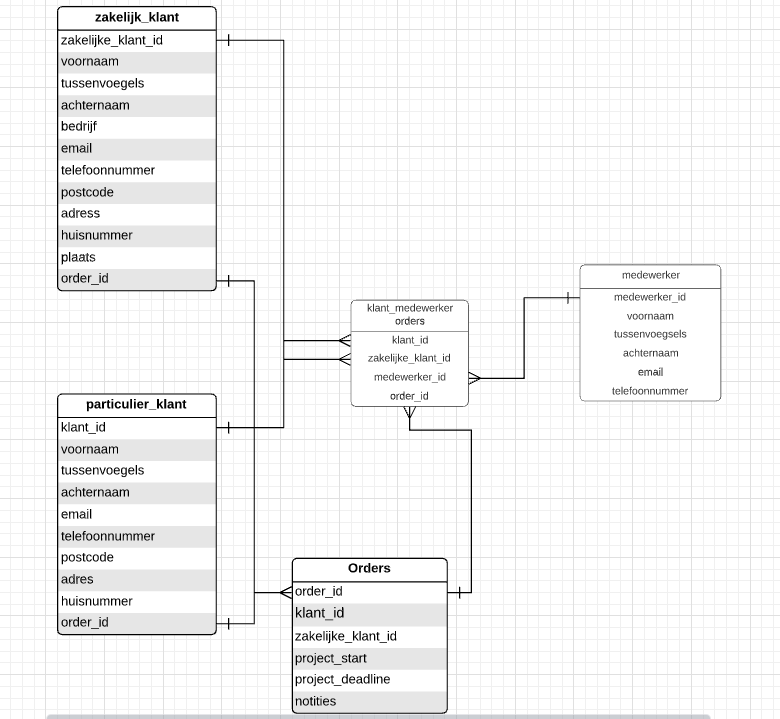 zakelijk_klant
zakelijke_klant_id
voornaam
tussenvoegels
achternaam
bedrijf
email
telefoonnummer
postcode
adress
huisnummer
plaats
order_id
particulier_klant
klant_id
voornaam
tussenvoegels
achternaam
email
telefoonnummer
postcode
adres
huisnummer
order_id
klant_medewerker
orders
klant_id
zakelijke_klant_id
medewerker_id
order_id
medewerker
medewerker_id
voornaam
tussenvoegsels
achternaam
email
telefoonnummer
Orders
order_id
klant_id
zakelijke_klant_id
project_start
project_deadline
notities